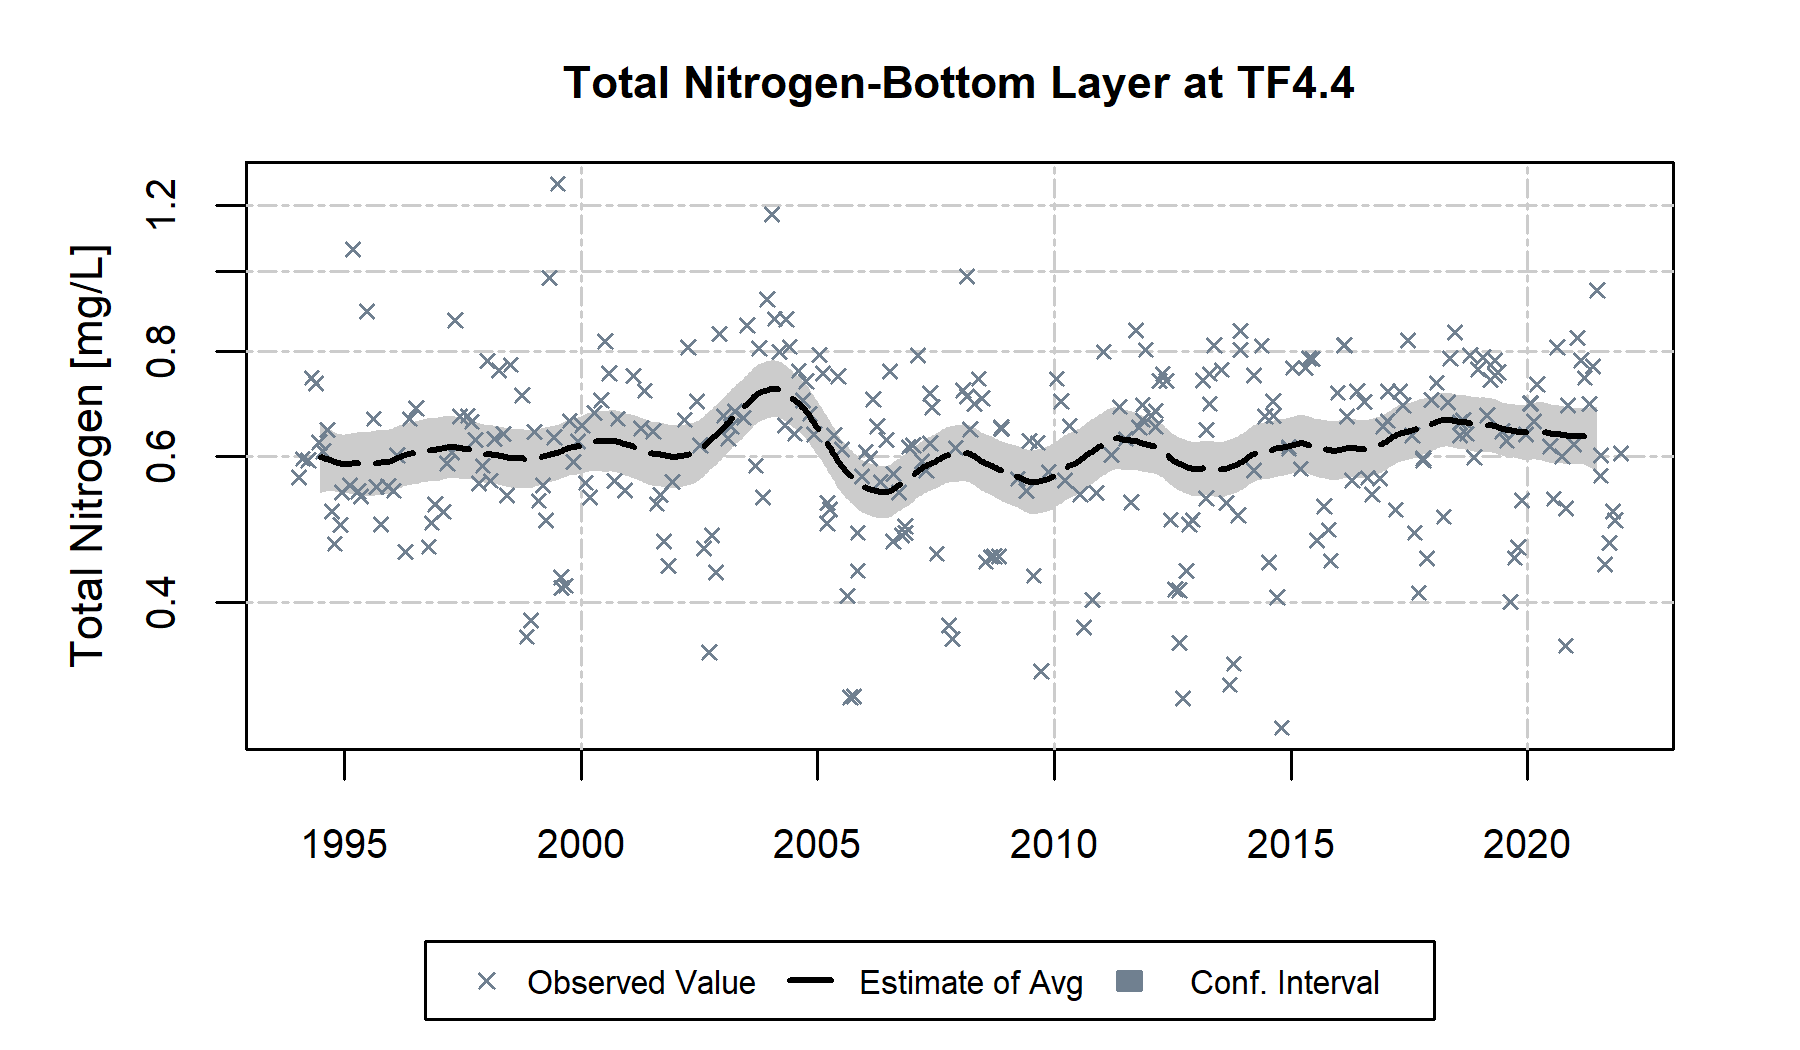 Total Nitrogen-Bottom Layer at TF4.4
Total Nitrogen [mg/L]
1.2
0.8
0.6
0.4
1995 2000 2005 2010 2015 2020
Observed Value Estimate of Avg Conf. Interval